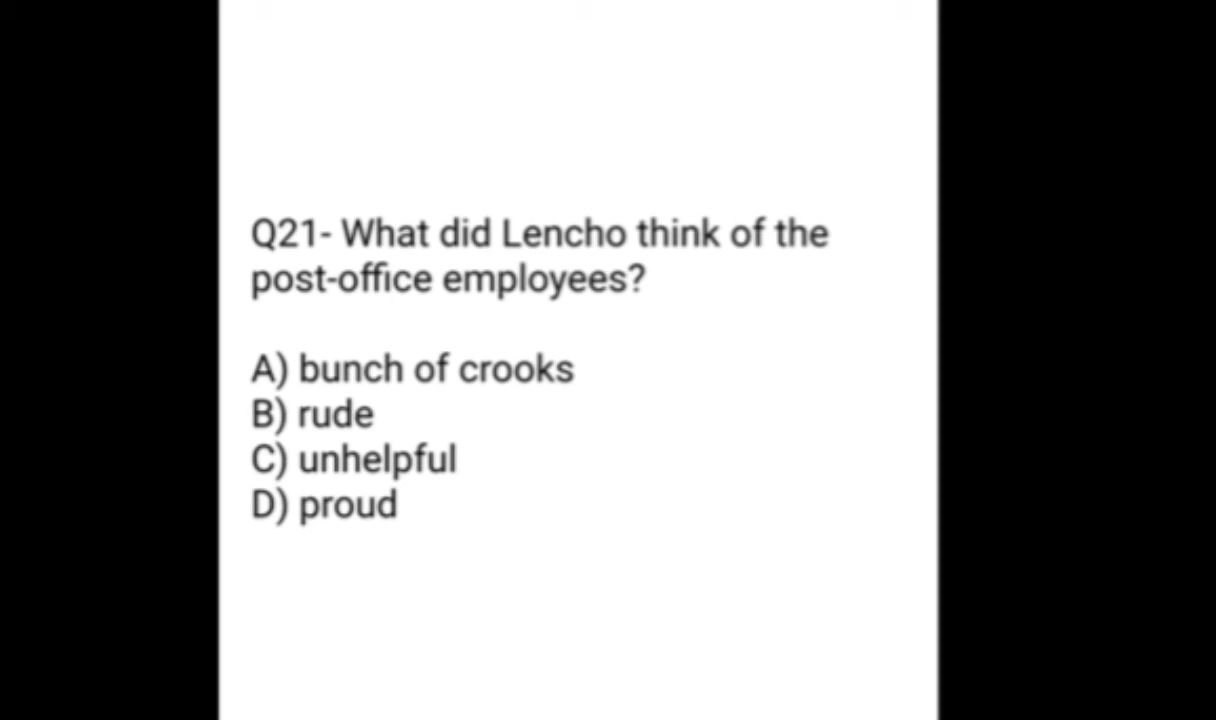 Q21- What did Lencho think of the
post-office employees?
A) bunch of crooks
B) rude
C) unhelpful
D) proud